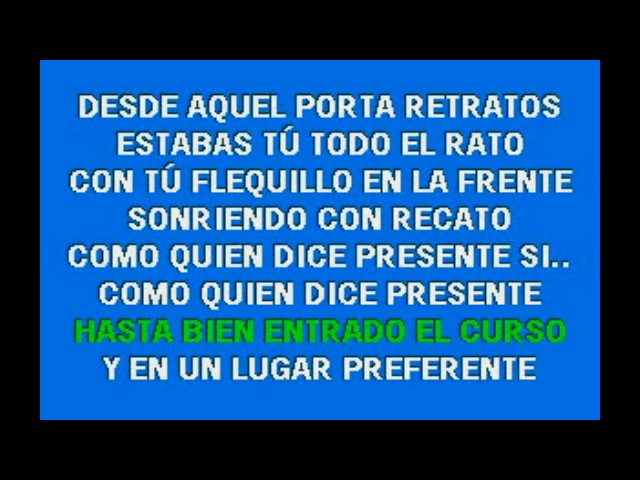 DESDE AQUEL PORTA RETRATOS
ESTABAS TÚ TODO EL RATO
CON TÚ FLEQUILLO EN LA FRENTE
SONRIENDO CON RECATO
COMO QUIEN DICE PRESENTE SI..
COMO QUIEN DICE PRESENTE
HASTA BIEN ENTRADO EL CURSO
Y EN UN LUGAR PREFERENTE